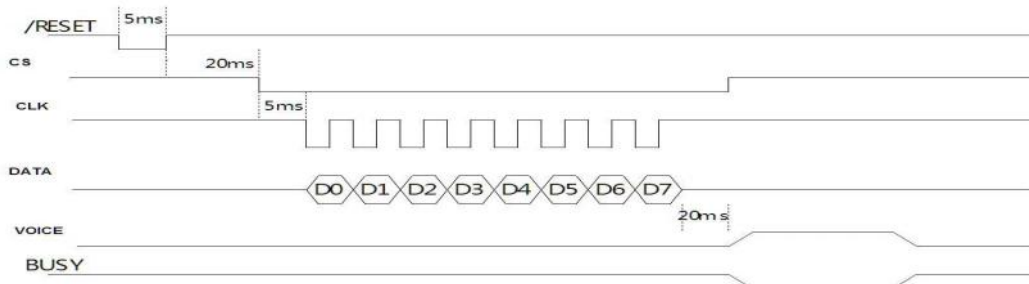 /RESET 5ms
CS 20ms
CLK 5ms
DATA D0 D1 D2 D3 D4 D5 D6 D7
20ms
VOICE
BUSY